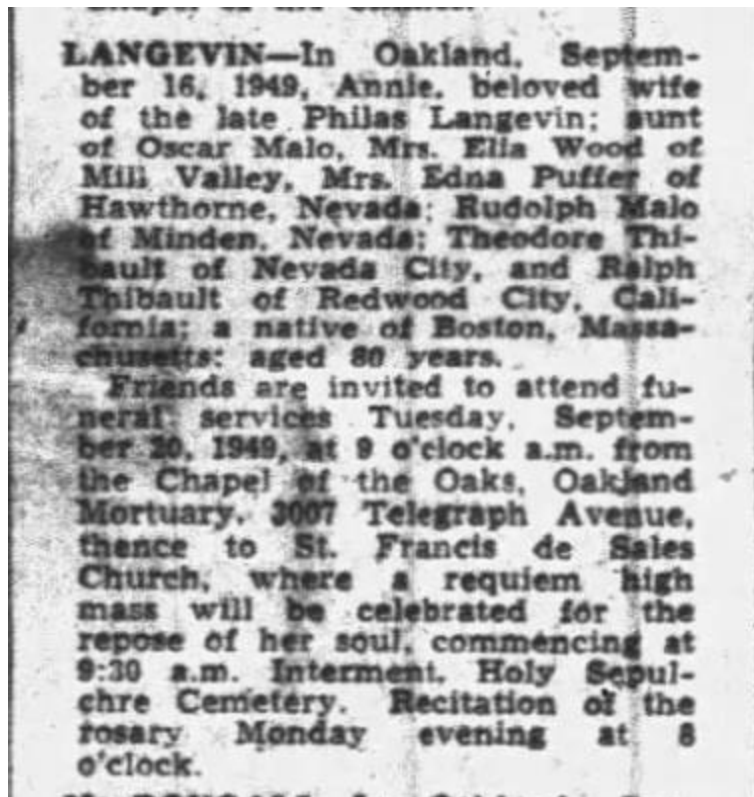 LANGEVIN—In Oakland, Septem-
ber 16, 1949, Annie, beloved wife
of the late Philas Langevin; aunt
of Oscar Malo, Mrs. Ella Wood of
Mill Valley, Mrs. Edna Puffer of
Hawthorne, Nevada; Rudolph Malo
of Minden, Nevada; Theodore Thi-
bault of Nevada City, and Ralph
Thibault of Redwood City, Cali-
fornia; a native of Boston, Massa-
chusetts; aged 80 years.
Friends are invited to attend fu-
neral services Tuesday, Septem-
ber 20, 1949, at 9 o'clock a.m. from
the Chapel of the Oaks, Oakland
Mortuary, 3007 Telegraph Avenue,
thence to St. Francis de Sales
Church, where a requiem high
mass will be celebrated for the
repose of her soul, commencing at
9:30 a.m. Interment, Holy Sepul-
chre Cemetery. Recitation of the
rosary Monday evening at 8
o'clock.